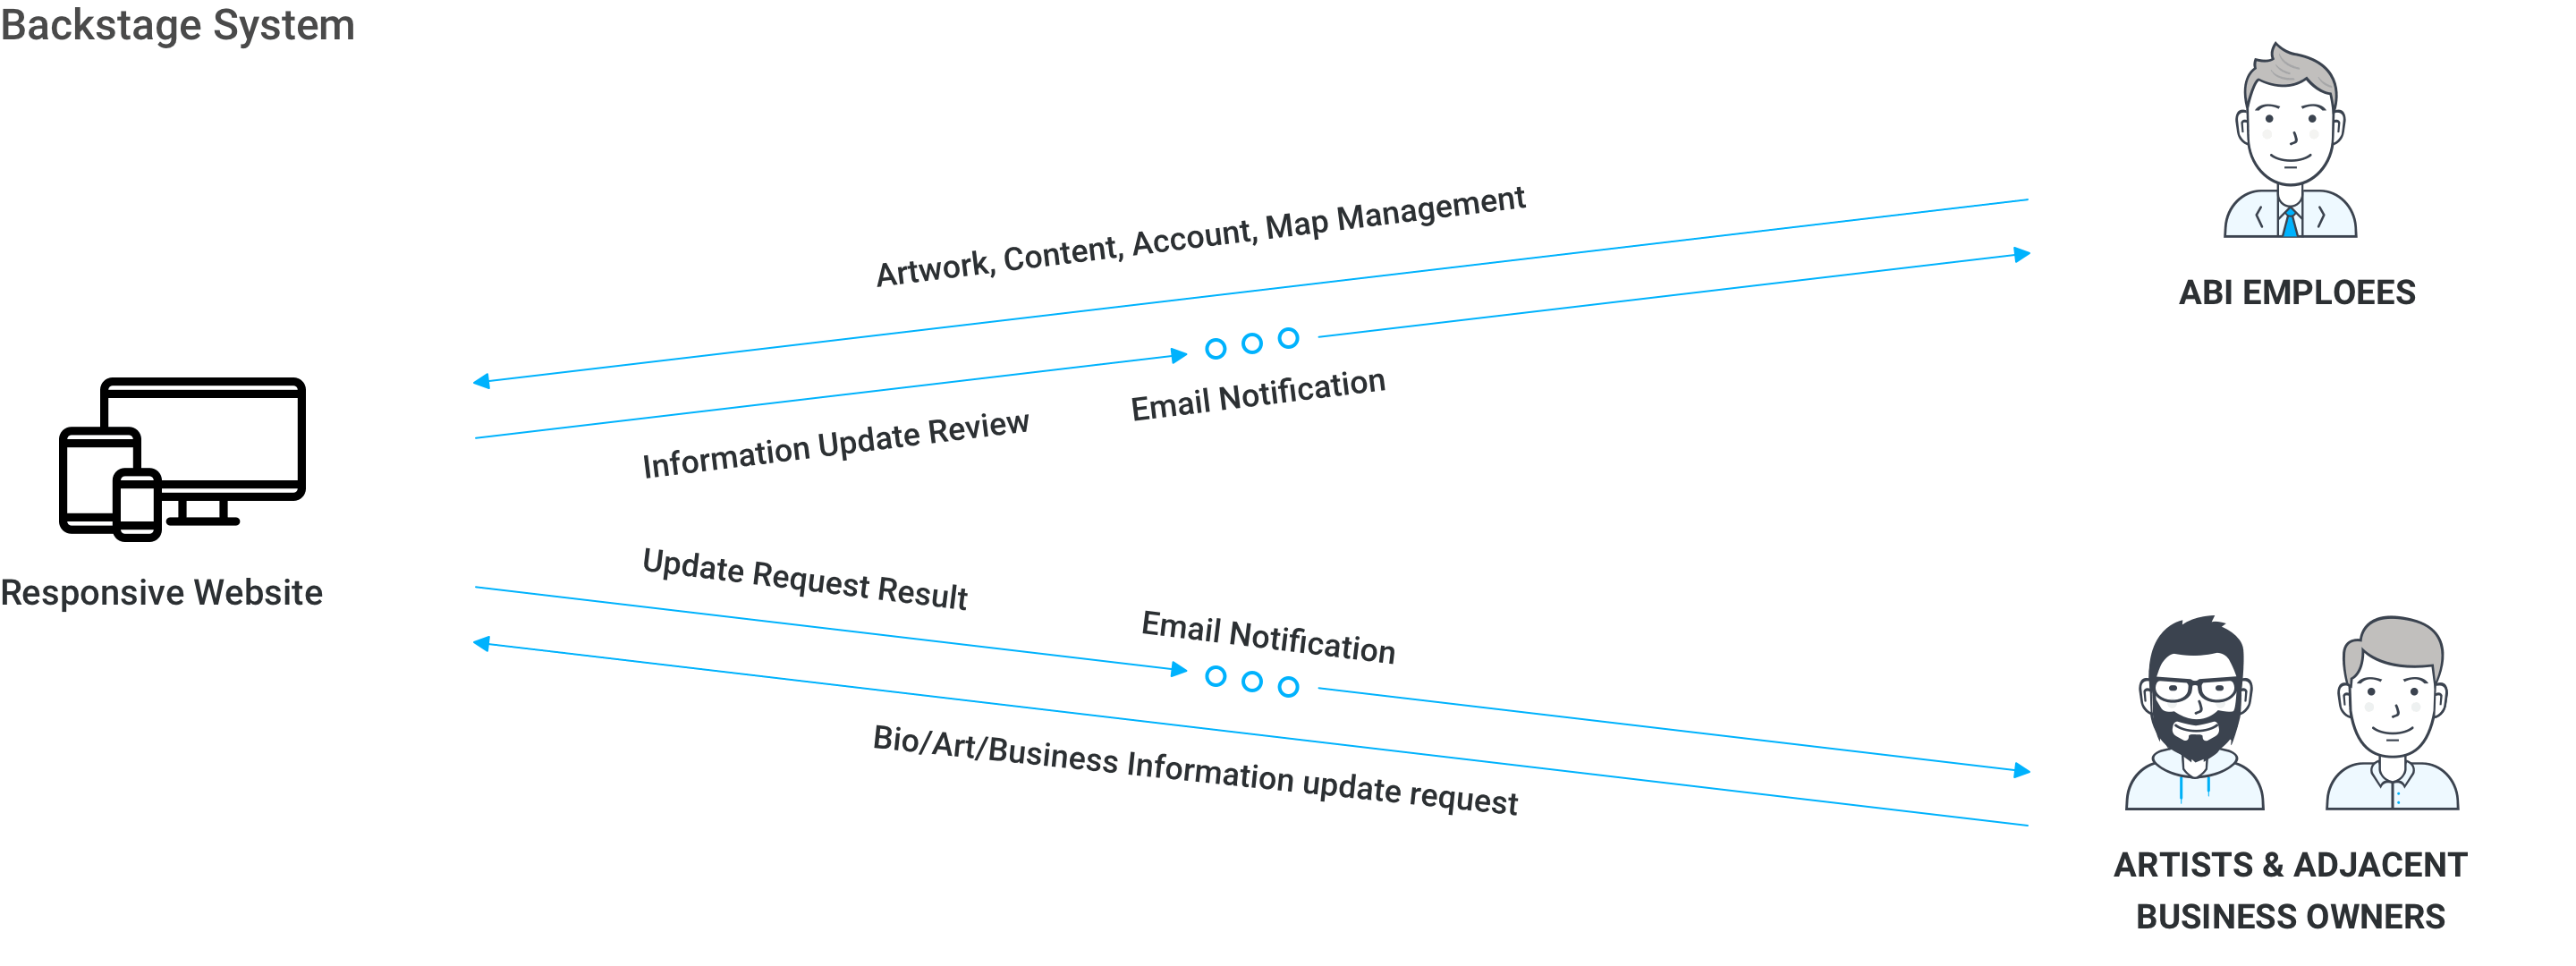 Backstage System
Artwork, Content, Account, Map Management
ABI EMPLOEES
Email Notification
Information Update Review
Responsive Website
Update Request Result
Email Notification
Bio/Art/Business Information update request
ARTISTS & ADJACENT
BUSINESS OWNERS